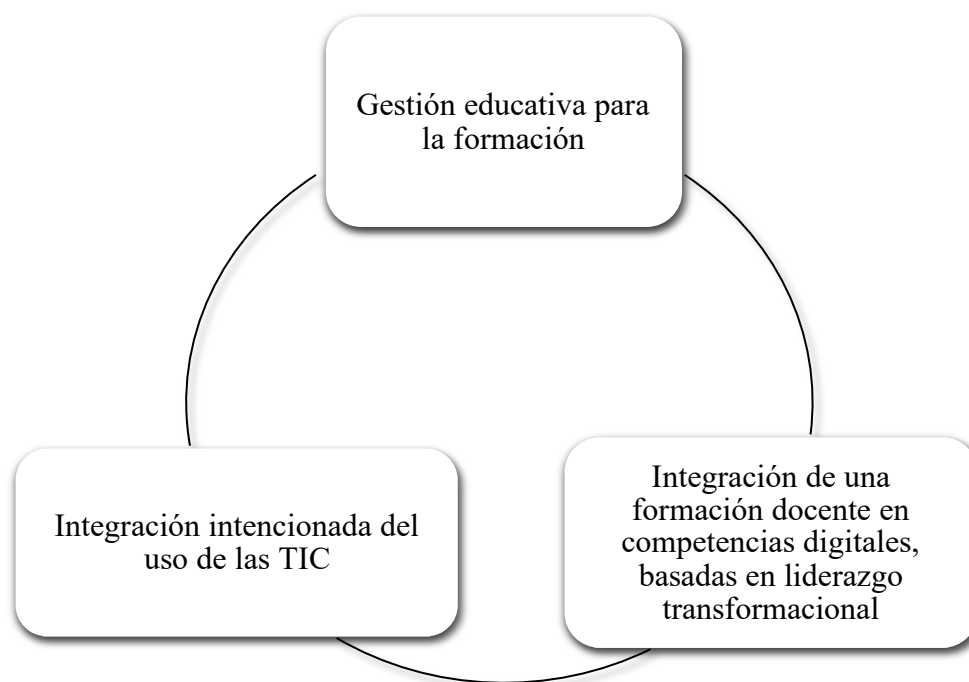 Gestión educativa para
la formación
Integración intencionada del
uso de las TIC
Integración de una
formación docente en
competencias digitales,
basadas en liderazgo
transformacional